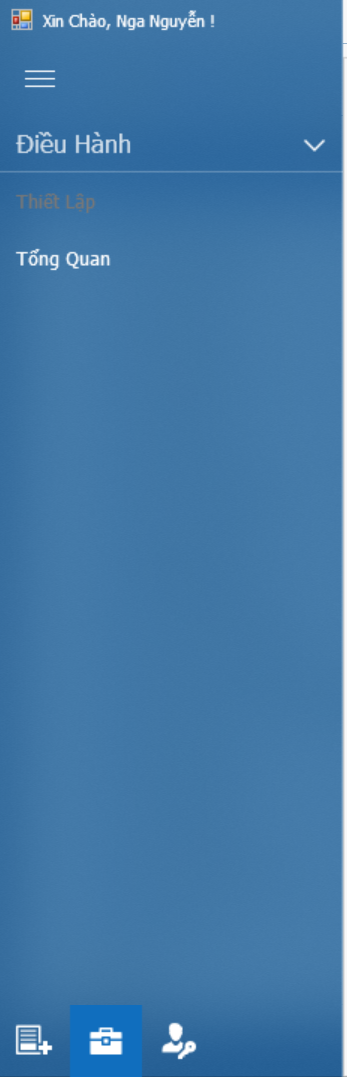 Xin Chào, Nga Nguyễn !
Điều Hành
Thiết Lập
Tổng Quan